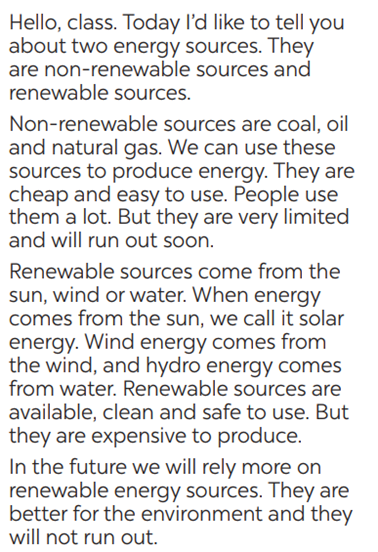 Hello, class. Today I'd like to tell you
about two energy sources. They
are non-renewable sources and
renewable sources.
Non-renewable sources are coal, oil
and natural gas. We can use these
sources to produce energy. They are
cheap and easy to use. People use
them a lot. But they are very limited
and will run out soon.
Renewable sources come from the
sun, wind or water. When energy
comes from the sun, we call it solar
energy. Wind energy comes from
the wind, and hydro energy comes
from water. Renewable sources are
available, clean and safe to use. But
they are expensive to produce.
In the future we will rely more on
renewable energy sources. They are
better for the environment and they
will not run out.